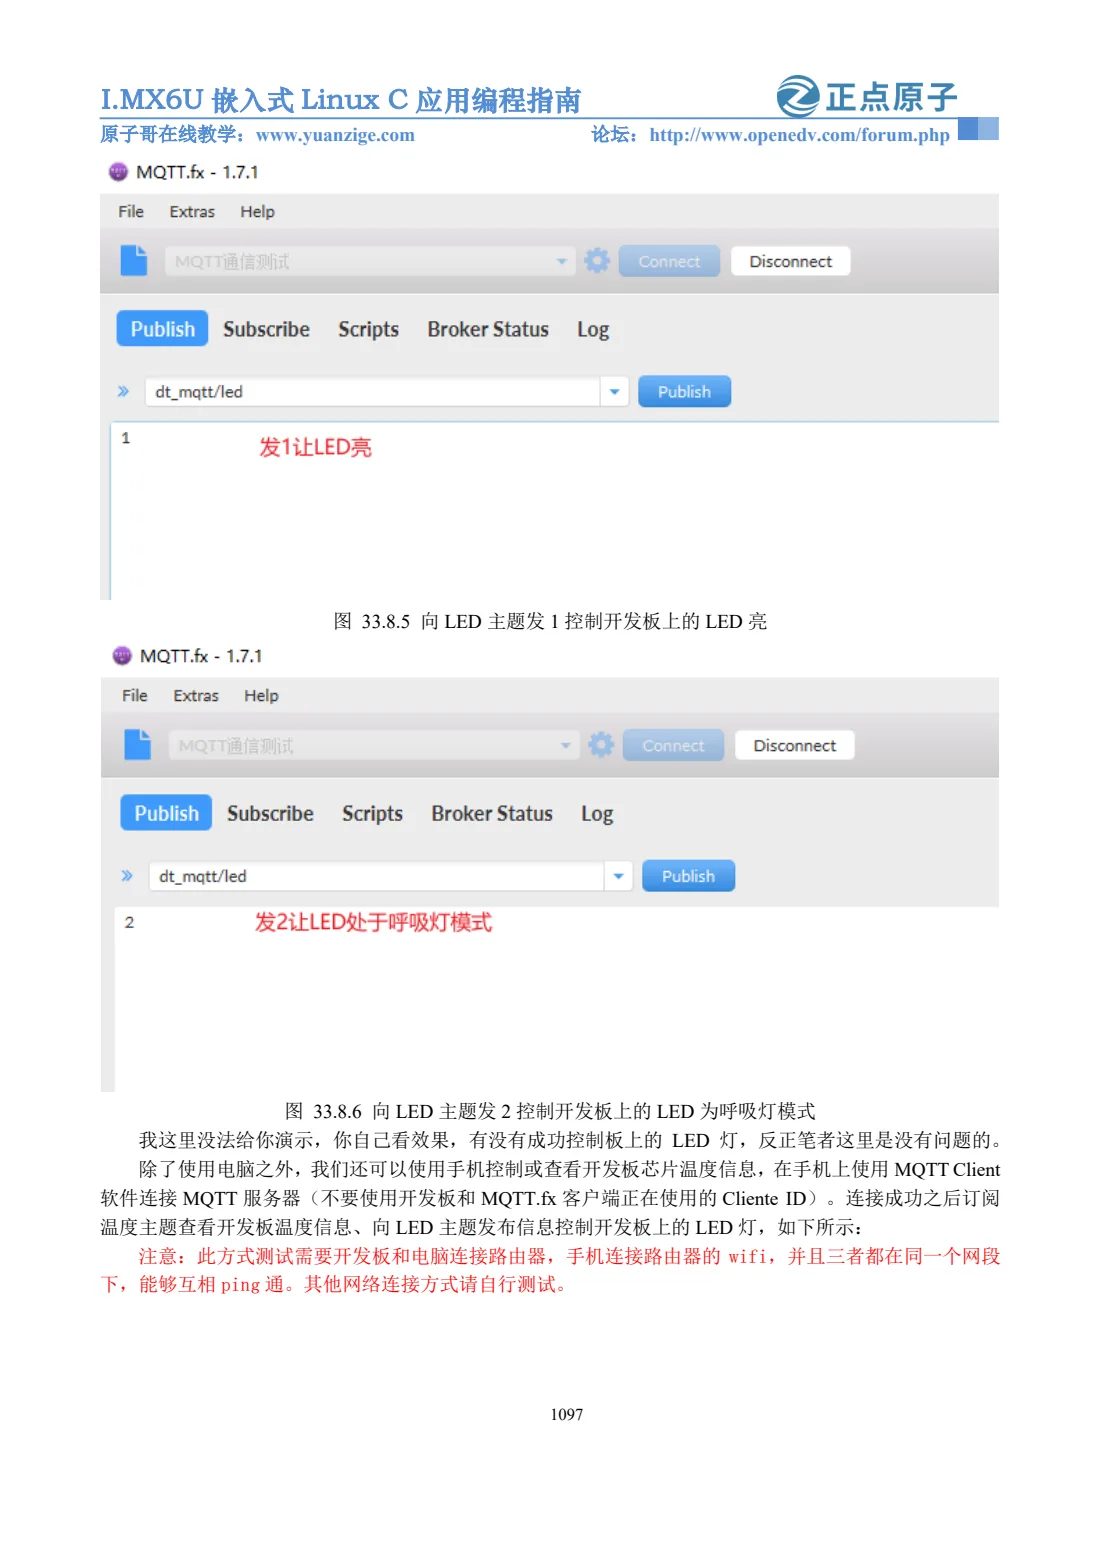 I.MX6U 嵌入式 Linux C 应用编程指南
正点原子
原子哥在线教学：www.yuanzige.com 论坛：http://www.openedv.com/forum.php
MQTT.fx - 1.7.1
File Extras Help
MQTT通信测试 Connect Disconnect
Publish Subscribe Scripts Broker Status Log
dt_mqtt/led Publish
1 发1让LED亮
图 33.8.5 向 LED 主题发 1 控制开发板上的 LED 亮
MQTT.fx - 1.7.1
File Extras Help
MQTT通信测试 Connect Disconnect
Publish Subscribe Scripts Broker Status Log
dt_mqtt/led Publish
2 发2让LED处于呼吸灯模式
图 33.8.6 向 LED 主题发 2 控制开发板上的 LED 为呼吸灯模式
我这里没法给你演示，你自己看效果，有没有成功控制板上的 LED 灯，反正笔者这里是没有问题的。
除了使用电脑之外，我们还可以使用手机控制或查看开发板芯片温度信息，在手机上使用 MQTT Client
软件连接 MQTT 服务器（不要使用开发板和 MQTT.fx 客户端正在使用的 Cliente ID）。连接成功之后订阅
温度主题查看开发板温度信息、向 LED 主题发布信息控制开发板上的 LED 灯，如下所示：
注意：此方式测试需要开发板和电脑连接路由器，手机连接路由器的 wifi，并且三者都在同一个网段
下，能够互相 ping 通。其他网络连接方式请自行测试。
1097